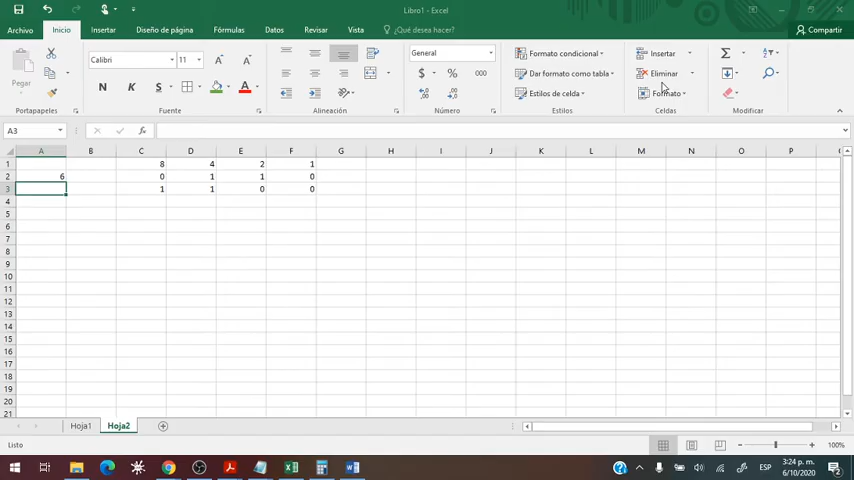 Libro1 - Excel
Archivo Inicio Insertar Diseño de página Fórmulas Datos Revisar Vista ¿Qué desea hacer? Compartir
Calibri 11 General Formato condicional Insertar
Pegar Dar formato como tabla Eliminar
N K S $ % 000 Estilos de celda Formato
Portapapeles Fuente Alineación Número Estilos Celdas Modificar
A3 fx
A B C D E F G H I J K L M N O P
1 8 4 2 1
2 6 0 1 1 0
3 1 1 0 0
4
5
6
7
8
9
10
11
12
13
14
15
16
17
18
19
20
21
Hoja1 Hoja2
Listo 100%
ESP 3:24 p. m.
6/10/2020 2